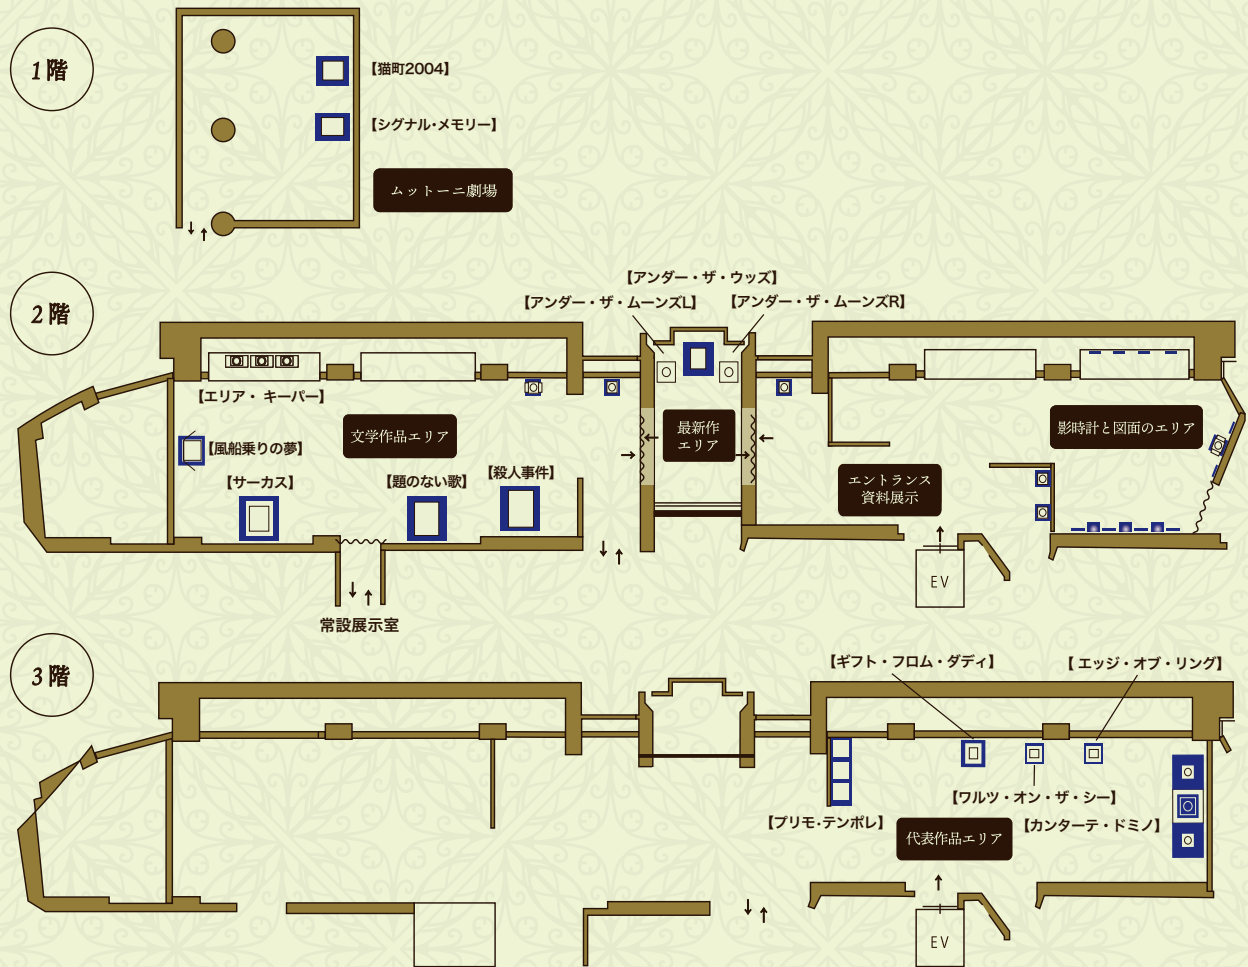 1階
【猫町2004】
【シグナル・メモリー】
ムットーニ劇場
2階
【アンダー・ザ・ウッズ】
【アンダー・ザ・ムーンズL】
【アンダー・ザ・ムーンズR】
【エリア・ キーパー】
文学作品エリア
最新作
エリア
影時計と図面のエリア
【風船乗りの夢】
【サーカス】
【題のない歌】
【殺人事件】
エントランス
資料展示
EV
常設展示室
3階
【ギフト・フロム・ダディ】
【 エッジ・オブ・リング】
【ワルツ・オン・ザ・シー】
【プリモ・テンポレ】
代表作品エリア
【カンターテ・ドミノ】
EV